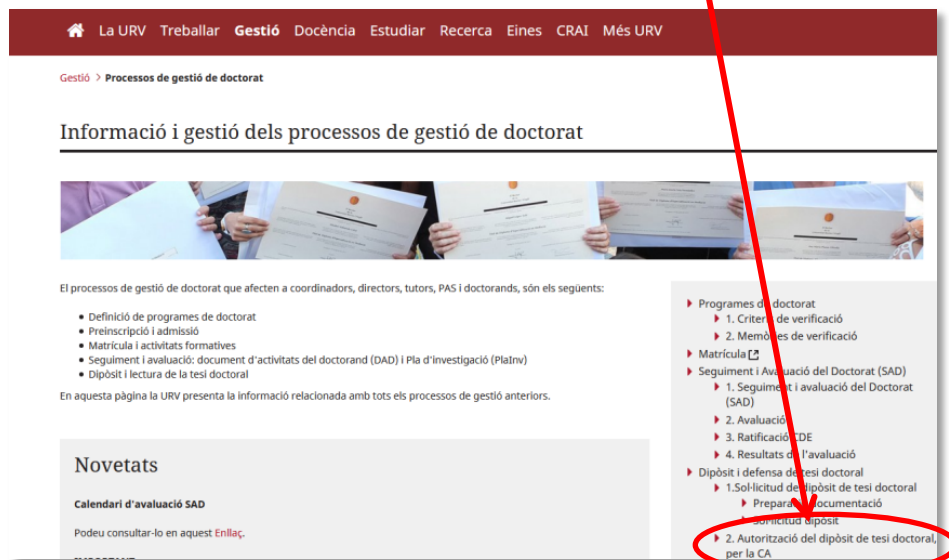 La URV Treballar Gestió Docència Estudiar Recerca Eines CRAI Més URV
Gestió > Processos de gestió de doctorat
Informació i gestió dels processos de gestió de doctorat
El processos de gestió de doctorat que afecten a coordinadors, directors, tutors, PAS i doctorands, són els següents:
Definició de programes de doctorat
Preinscripció i admissió
Matrícula i activitats formatives
Seguiment i avaluació: document d'activitats del doctorand (DAD) i Pla d'investigació (PlaInv)
Dipòsit i lectura de la tesi doctoral
En aquesta pàgina la URV presenta la informació relacionada amb tots els processos de gestió anteriors.
Novetats
Calendari d'avaluació SAD
Podeu consultar-lo en aquest Enllaç.
Programes de doctorat
1. Criteris de verificació
2. Memòries de verificació
Matrícula
Seguiment i Avaluació del Doctorat (SAD)
1. Seguiment i avaluació del Doctorat
(SAD)
2. Avaluació
3. Ratificació CDE
4. Resultats de l'avaluació
Dipòsit i defensa de tesi doctoral
1.Sol·licitud de dipòsit de tesi doctoral
Preparació documentació
Sol·licitud dipòsit
2. Autorització del dipòsit de tesi doctoral,
per la CA